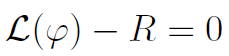 𝓛(φ) − R = 0